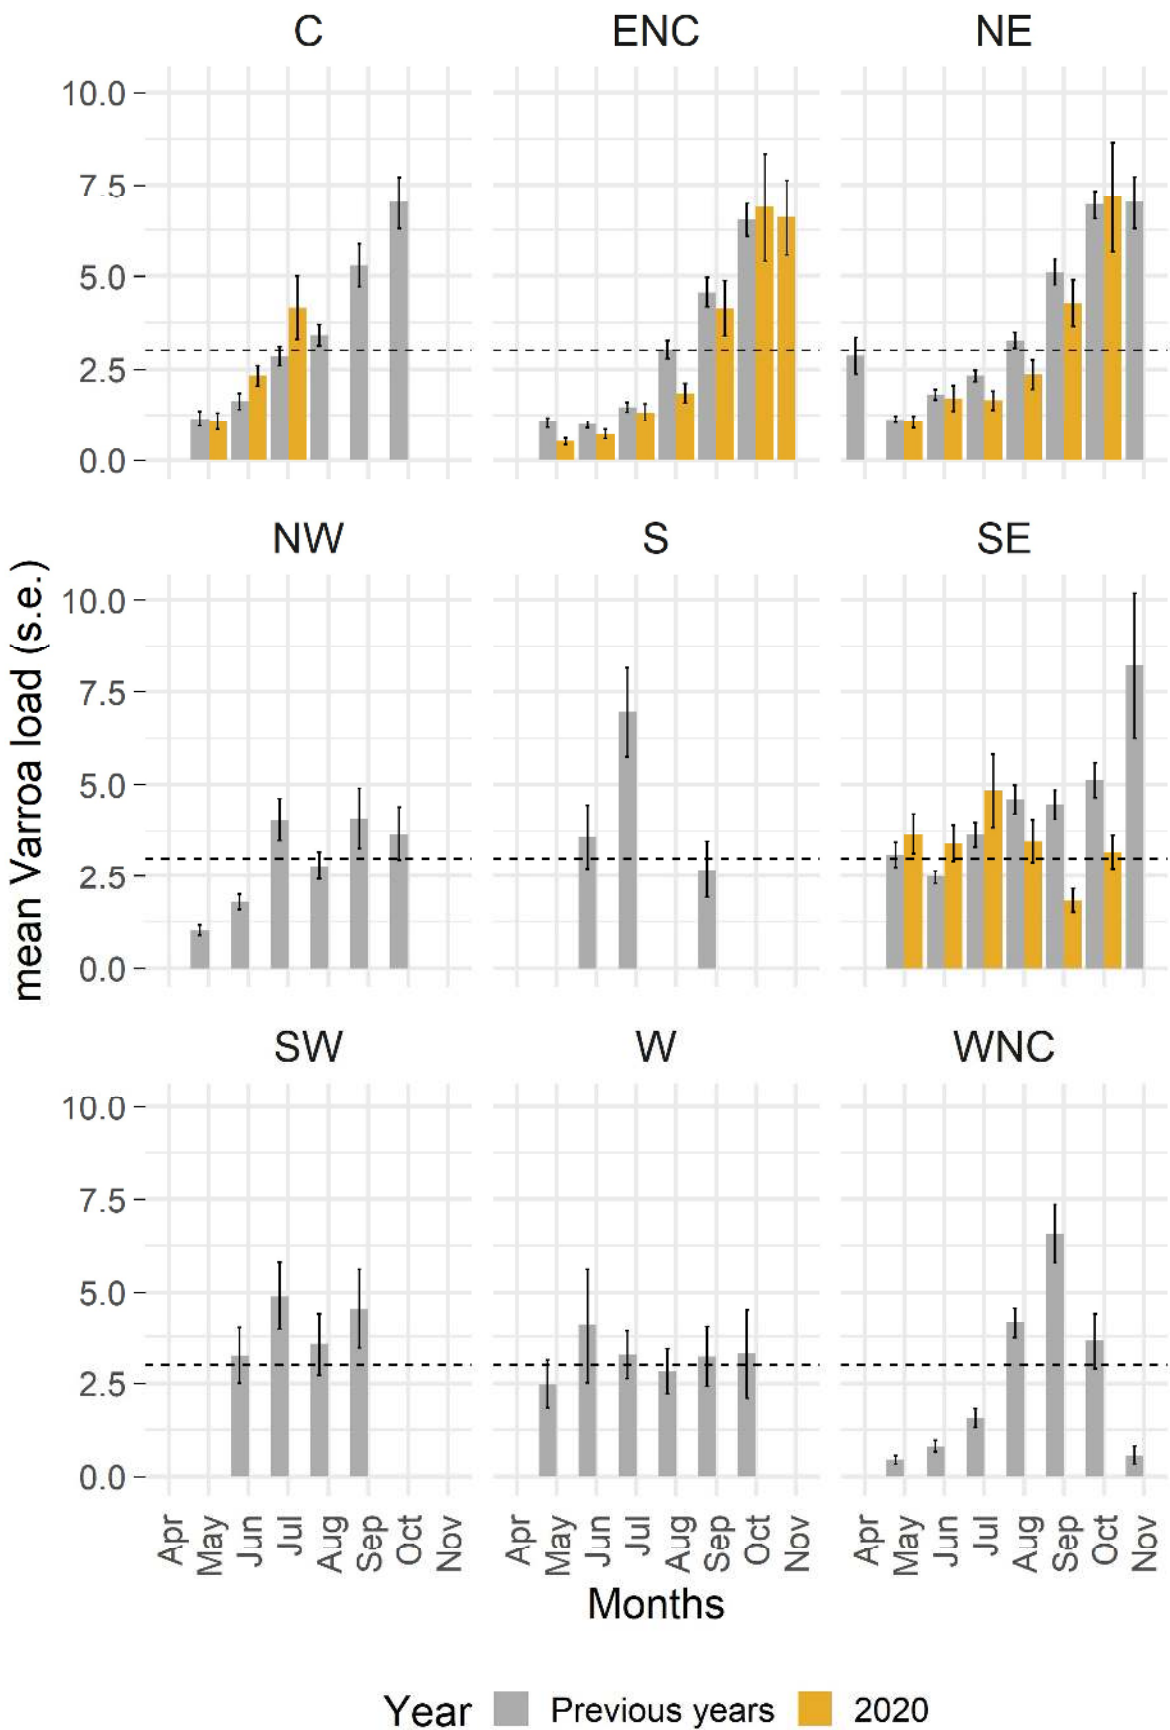 C ENC NE
10.0
7.5
5.0
2.5
0.0
NW S SE
10.0
7.5
5.0
2.5
0.0
mean Varroa load (s.e.)
SW W WNC
10.0
7.5
5.0
2.5
0.0
Apr May Jun Jul Aug Sep Oct Nov Apr May Jun Jul Aug Sep Oct Nov Apr May Jun Jul Aug Sep Oct Nov
Months
Year Previous years 2020